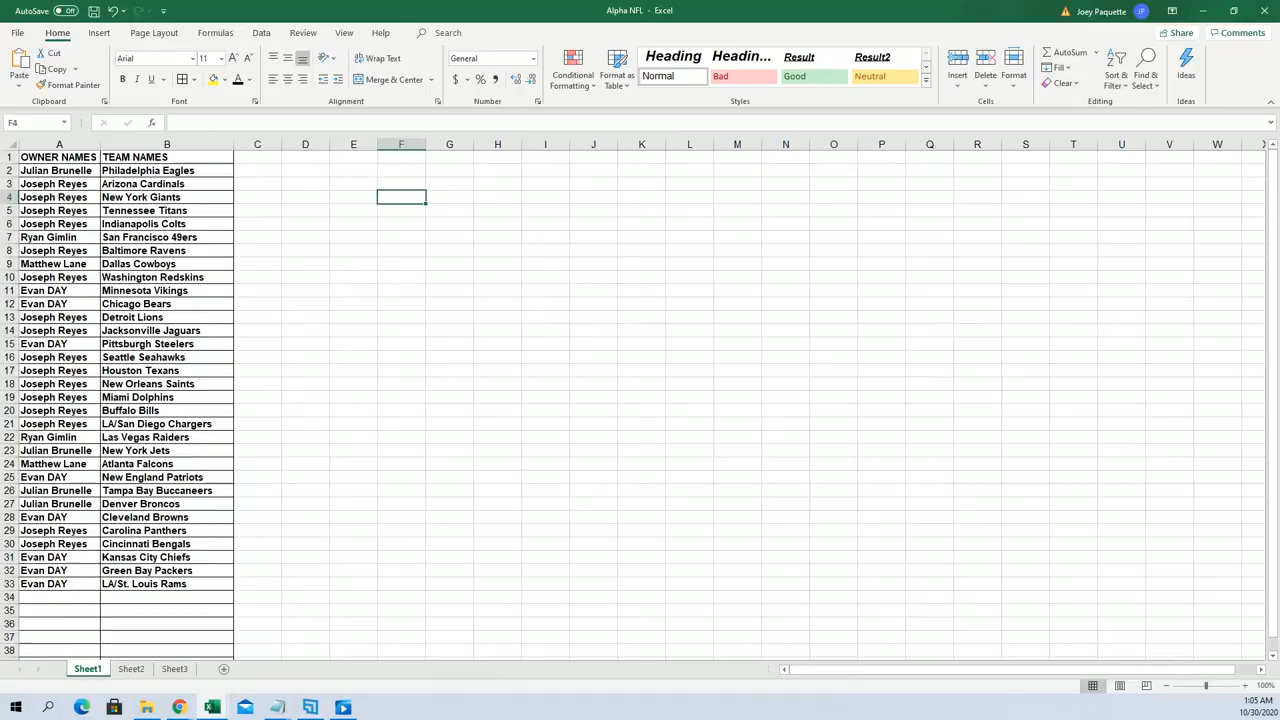 AutoSave Off Alpha NFL - Excel Joey Paquette JP
File Home Insert Page Layout Formulas Data Review View Help Search Share Comments
Cut Arial 11 Wrap Text General Heading Headin... Result Result2 AutoSum
Paste Copy Format Painter B I U Merge & Center $ % Conditional Formatting Format as Table Normal Bad Good Neutral Insert Delete Format Fill Clear Sort & Filter Find & Select Ideas
Clipboard Font Alignment Number Styles Cells Editing Ideas
F4 fx
A B C D E F G H I J K L M N O P Q R S T U V W
1 OWNER NAMES TEAM NAMES
2 Julian Brunelle Philadelphia Eagles
3 Joseph Reyes Arizona Cardinals
4 Joseph Reyes New York Giants
5 Joseph Reyes Tennessee Titans
6 Joseph Reyes Indianapolis Colts
7 Ryan Gimlin San Francisco 49ers
8 Joseph Reyes Baltimore Ravens
9 Matthew Lane Dallas Cowboys
10 Joseph Reyes Washington Redskins
11 Evan DAY Minnesota Vikings
12 Evan DAY Chicago Bears
13 Joseph Reyes Detroit Lions
14 Joseph Reyes Jacksonville Jaguars
15 Evan DAY Pittsburgh Steelers
16 Joseph Reyes Seattle Seahawks
17 Joseph Reyes Houston Texans
18 Joseph Reyes New Orleans Saints
19 Joseph Reyes Miami Dolphins
20 Joseph Reyes Buffalo Bills
21 Joseph Reyes LA/San Diego Chargers
22 Ryan Gimlin Las Vegas Raiders
23 Julian Brunelle New York Jets
24 Matthew Lane Atlanta Falcons
25 Evan DAY New England Patriots
26 Julian Brunelle Tampa Bay Buccaneers
27 Julian Brunelle Denver Broncos
28 Evan DAY Cleveland Browns
29 Joseph Reyes Carolina Panthers
30 Joseph Reyes Cincinnati Bengals
31 Evan DAY Kansas City Chiefs
32 Evan DAY Green Bay Packers
33 Evan DAY LA/St. Louis Rams
34
35
36
37
38
Sheet1 Sheet2 Sheet3
100%
1:05 AM
10/30/2020